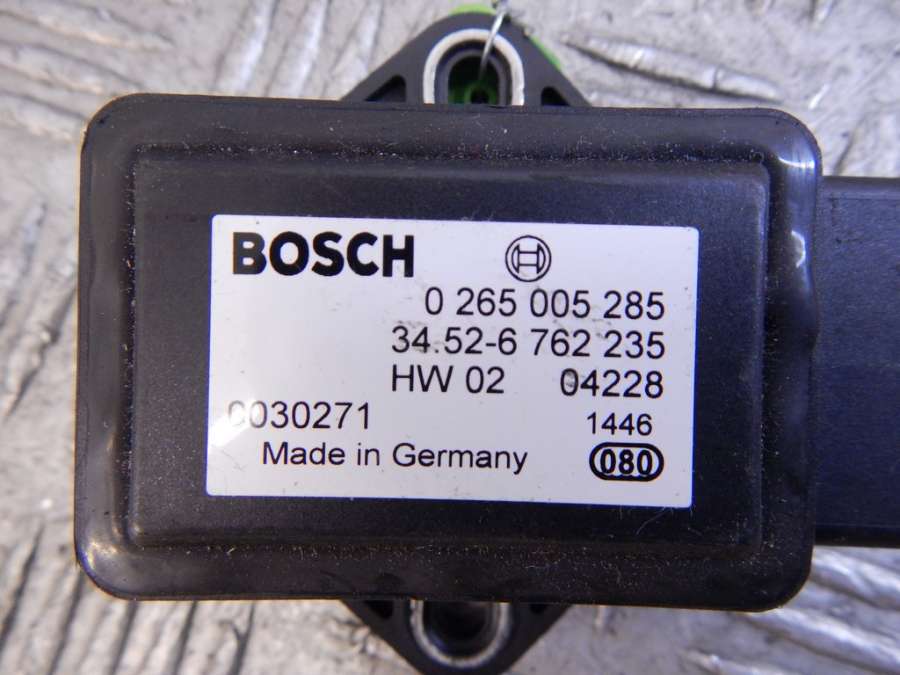 BOSCH
0 265 005 285
34.52-6 762 235
HW 02 04228
0030271 1446
Made in Germany 080